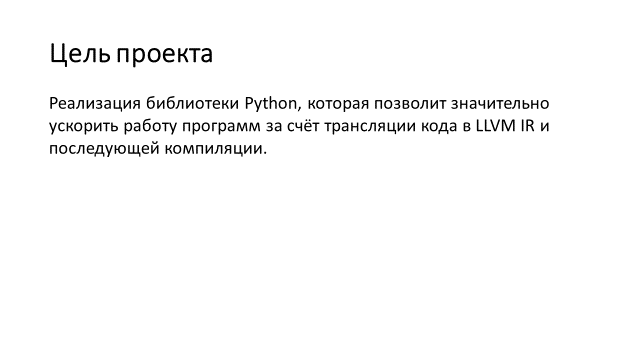 Цель проекта
Реализация библиотеки Python, которая позволит значительно
ускорить работу программ за счёт трансляции кода в LLVM IR и
последующей компиляции.